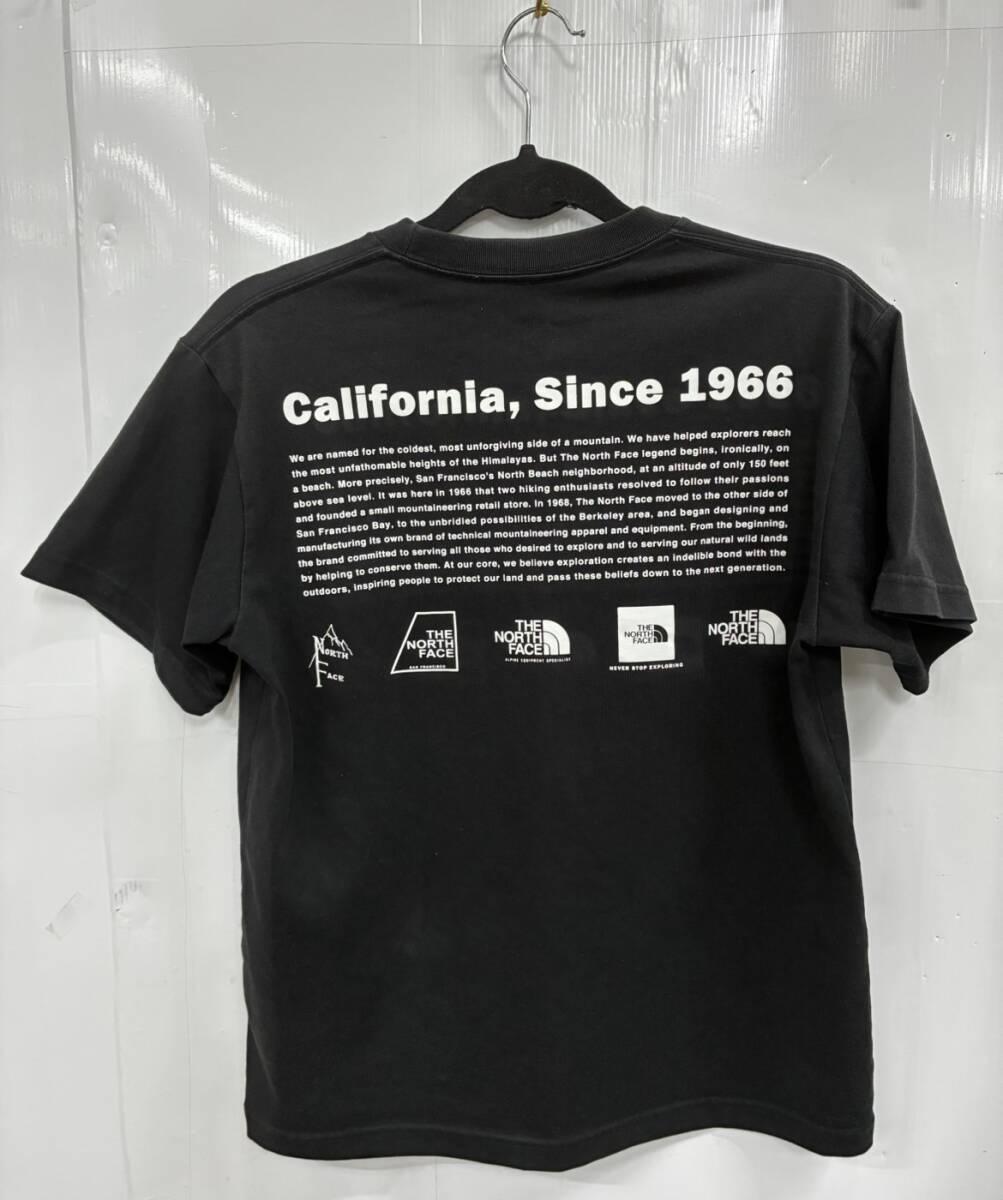 California, Since 1966
We are named for the coldest, most unforgiving side of a mountain. We have helped explorers reach
the most unfathomable heights of the Himalayas. But The North Face legend begins, ironically, on
a beach. More precisely, San Francisco's North Beach neighborhood, at an altitude of only 150 feet
above sea level. It was here in 1966 that two hiking enthusiasts resolved to follow their passions
and founded a small mountaineering retail store. In 1968, The North Face moved to the other side of
San Francisco Bay, to the unbridled possibilities of the Berkeley area, and began designing and
manufacturing its own brand of technical mountaineering apparel and equipment. From the beginning,
the brand committed to serving all those who desired to explore and to serving our natural wild lands
by helping to conserve them. At our core, we believe exploration creates an indelible bond with the
outdoors, inspiring people to protect our land and pass these beliefs down to the next generation.
North
Face
THE
NORTH
FACE
SAN FRANCISCO
THE
NORTH
FACE
ALPINE EQUIPMENT SPECIALIST
THE
NORTH
FACE
NEVER STOP EXPLORING
THE
NORTH
FACE